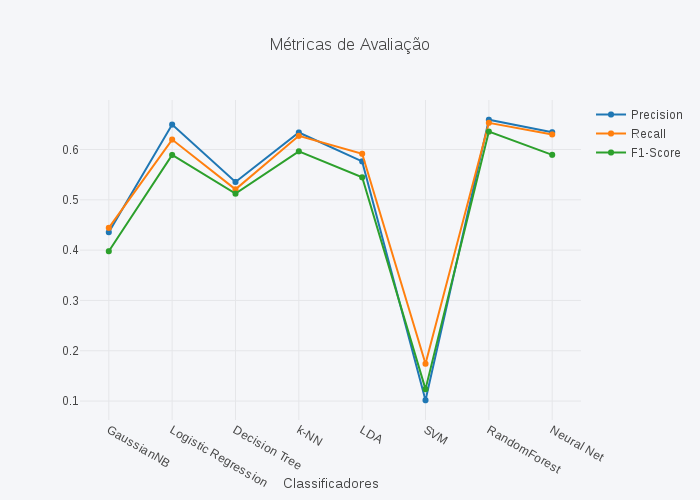 Métricas de Avaliação
Precision
Recall
F1-Score
0.6
0.5
0.4
0.3
0.2
0.1
GaussianNB
Logistic Regression
Decision Tree
k-NN
LDA
SVM
RandomForest
Neural Net
Classificadores